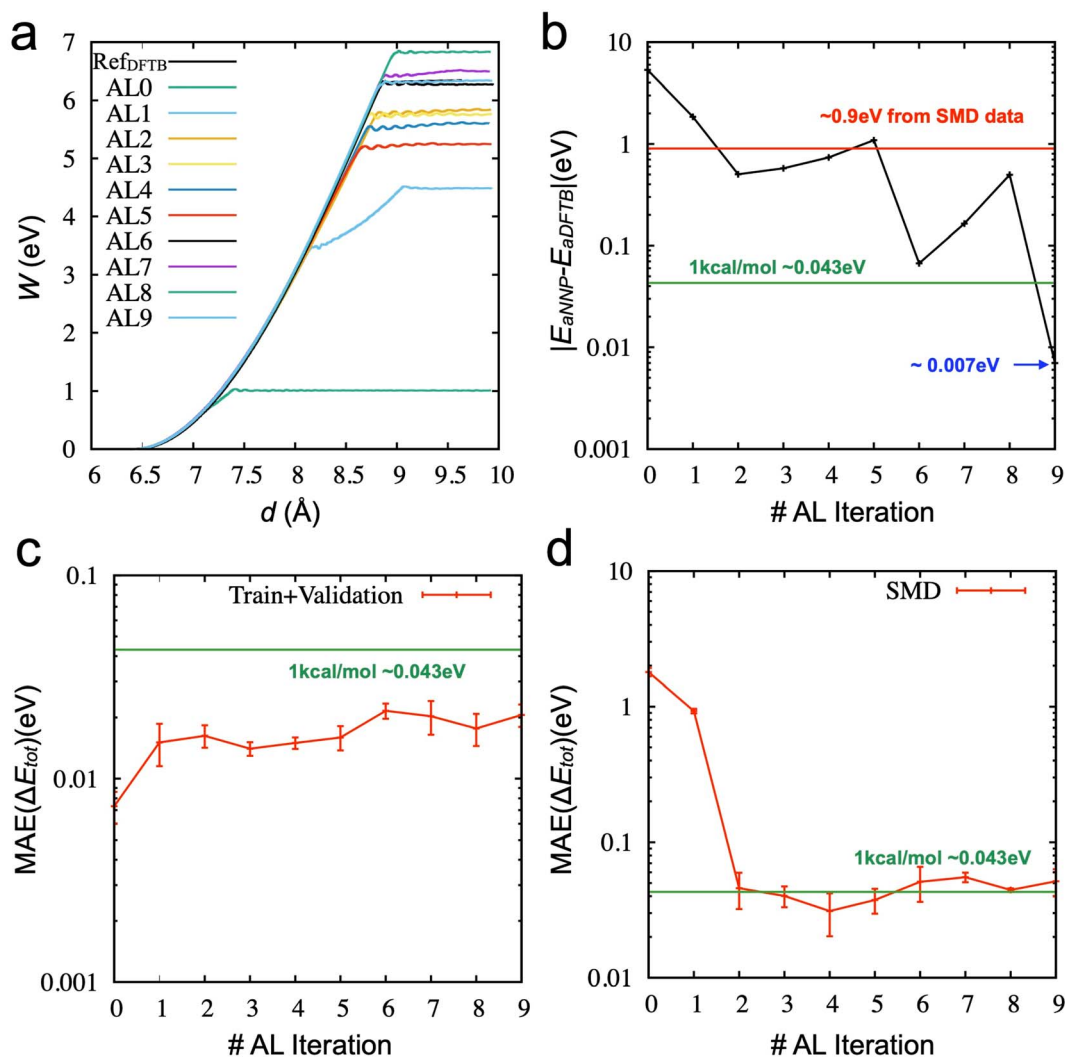 a
7
6
5
4
3
2
1
0
W (eV)
Ref_DFTB
AL0
AL1
AL2
AL3
AL4
AL5
AL6
AL7
AL8
AL9
6 6.5 7 7.5 8 8.5 9 9.5 10
d (Å)
b
10
1
0.1
0.01
0.001
|E_aNNP-E_aDFTB|(eV)
~0.9eV from SMD data
1kcal/mol ~0.043eV
~ 0.007eV
0 1 2 3 4 5 6 7 8 9
# AL Iteration
c
0.1
0.01
0.001
MAE(ΔE_tot)(eV)
Train+Validation
1kcal/mol ~0.043eV
0 1 2 3 4 5 6 7 8 9
# AL Iteration
d
10
1
0.1
0.01
MAE(ΔE_tot)(eV)
SMD
1kcal/mol ~0.043eV
0 1 2 3 4 5 6 7 8 9
# AL Iteration